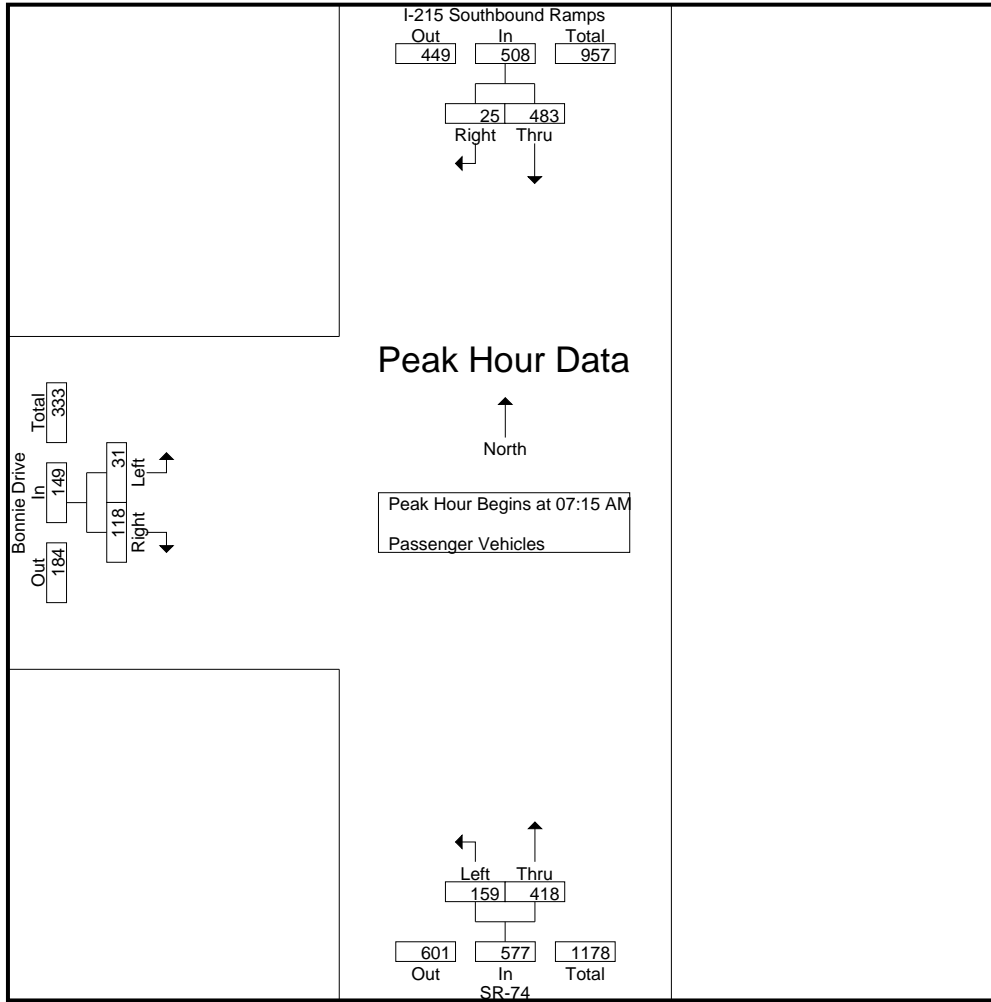 I-215 Southbound Ramps
Out In Total
449 508 957
25 483
Right Thru
Peak Hour Data
North
Peak Hour Begins at 07:15 AM
Passenger Vehicles
Bonnie Drive
Out In Total
184 149 333
118 31
Right Left
Left Thru
159 418
601 577 1178
Out In Total
SR-74